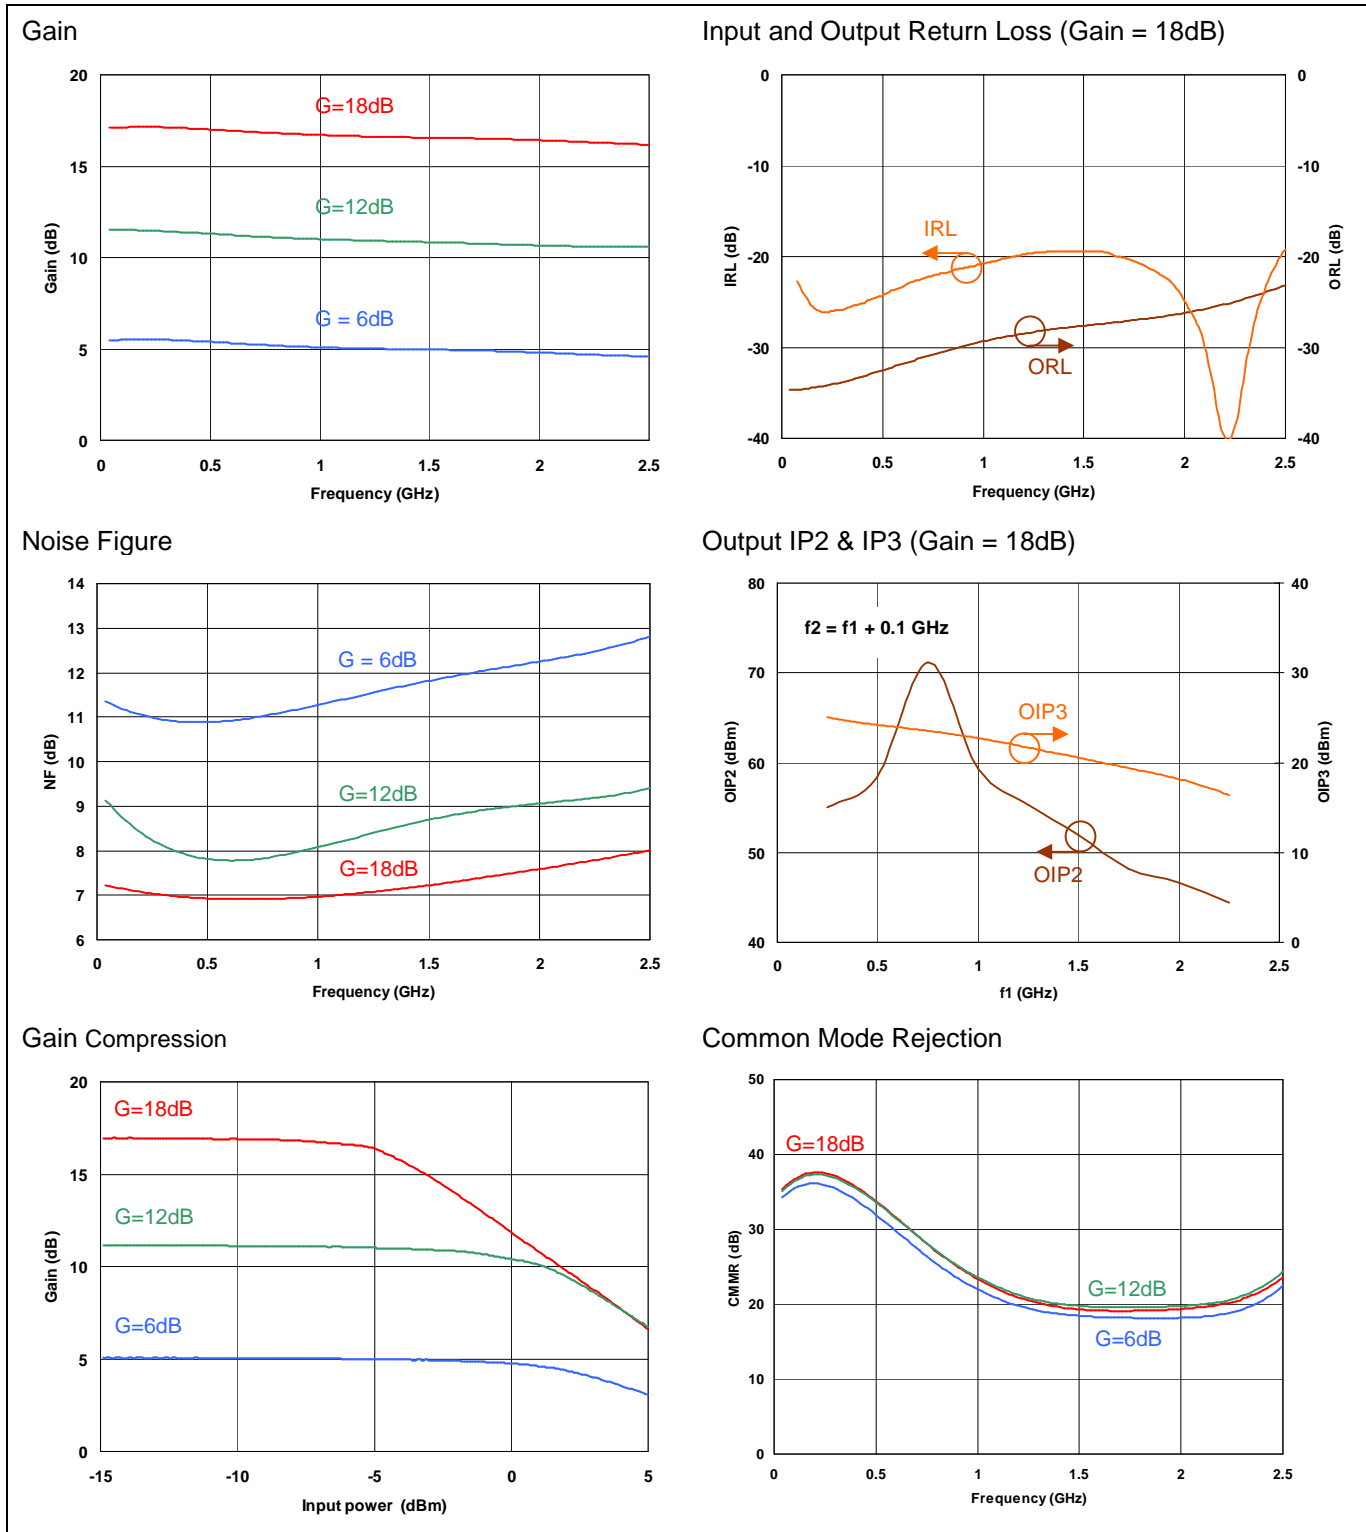 Gain
20
15
10
5
0
Gain (dB)
G=18dB
G=12dB
G = 6dB
0 0.5 1 1.5 2 2.5
Frequency (GHz)
Input and Output Return Loss (Gain = 18dB)
0
-10
-20
-30
-40
IRL (dB)
IRL
ORL
0
-10
-20
-30
-40
ORL (dB)
0 0.5 1 1.5 2 2.5
Frequency (GHz)
Noise Figure
14
13
12
11
10
9
8
7
6
NF (dB)
G = 6dB
G=12dB
G=18dB
0 0.5 1 1.5 2 2.5
Frequency (GHz)
Output IP2 & IP3 (Gain = 18dB)
80
70
60
50
40
OIP2 (dBm)
f2 = f1 + 0.1 GHz
OIP3
OIP2
40
30
20
10
0
OIP3 (dBm)
0 0.5 1 1.5 2 2.5
f1 (GHz)
Gain Compression
20
15
10
5
0
Gain (dB)
G=18dB
G=12dB
G=6dB
-15 -10 -5 0 5
Input power (dBm)
Common Mode Rejection
50
40
30
20
10
0
CMMR (dB)
G=18dB
G=12dB
G=6dB
0 0.5 1 1.5 2 2.5
Frequency (GHz)